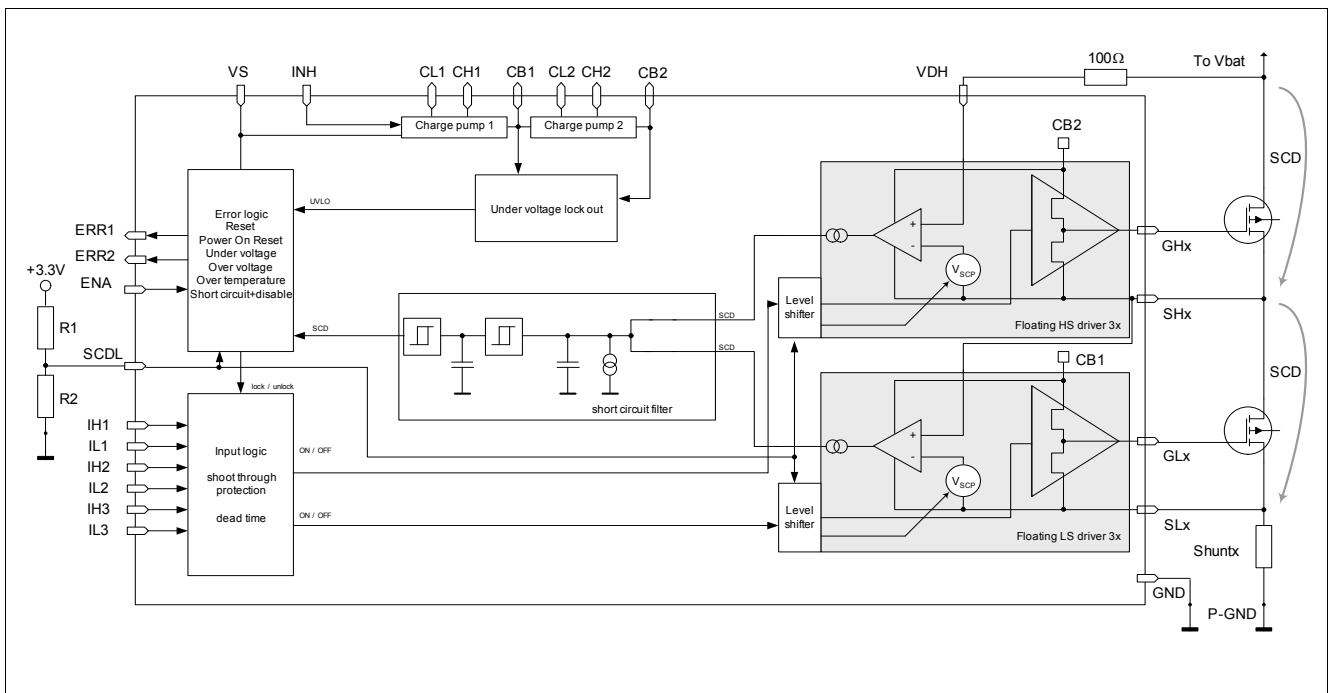 VS
INH
CL1
CH1
CB1
CL2
CH2
CB2
VDH
100Ω
To Vbat
Charge pump 1
Charge pump 2
CB2
SCD
Error logic
Reset
Power On Reset
Under voltage
Over voltage
Over temperature
Short circuit+disable
UVLO
Under voltage lock out
ERR1
ERR2
ENA
+3.3V
+
-
VSCP
GHx
R1
SCDL
R2
SCD
SCD
SCD
short circuit filter
Level
shifter
Floating HS driver 3x
SHx
CB1
SCD
lock / unlock
IH1
IL1
IH2
IL2
IH3
IL3
Input logic
shoot through
protection
dead time
ON / OFF
ON / OFF
+
-
VSCP
GLx
Level
shifter
Floating LS driver 3x
SLx
Shuntx
GND
P-GND